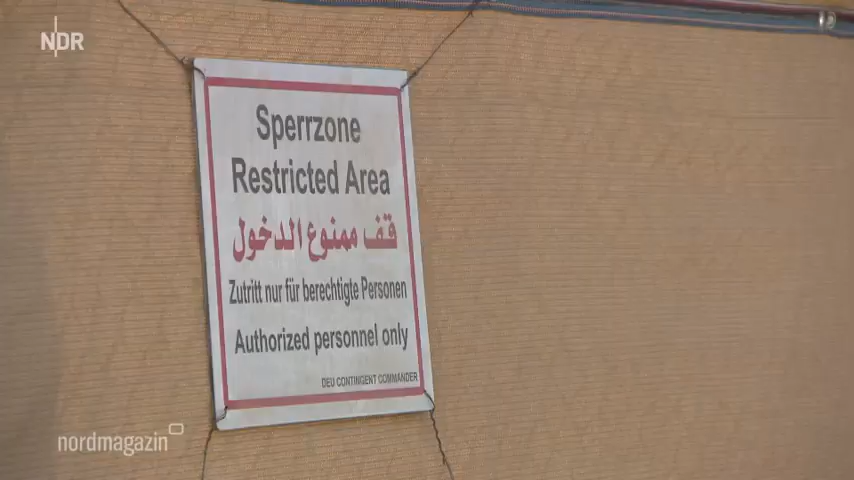 NDR
Sperrzone
Restricted Area
قف ممنوع الدخول
Zutritt nur für berechtigte Personen
Authorized personnel only
DEU CONTINGENT COMMANDER
nordmagazin